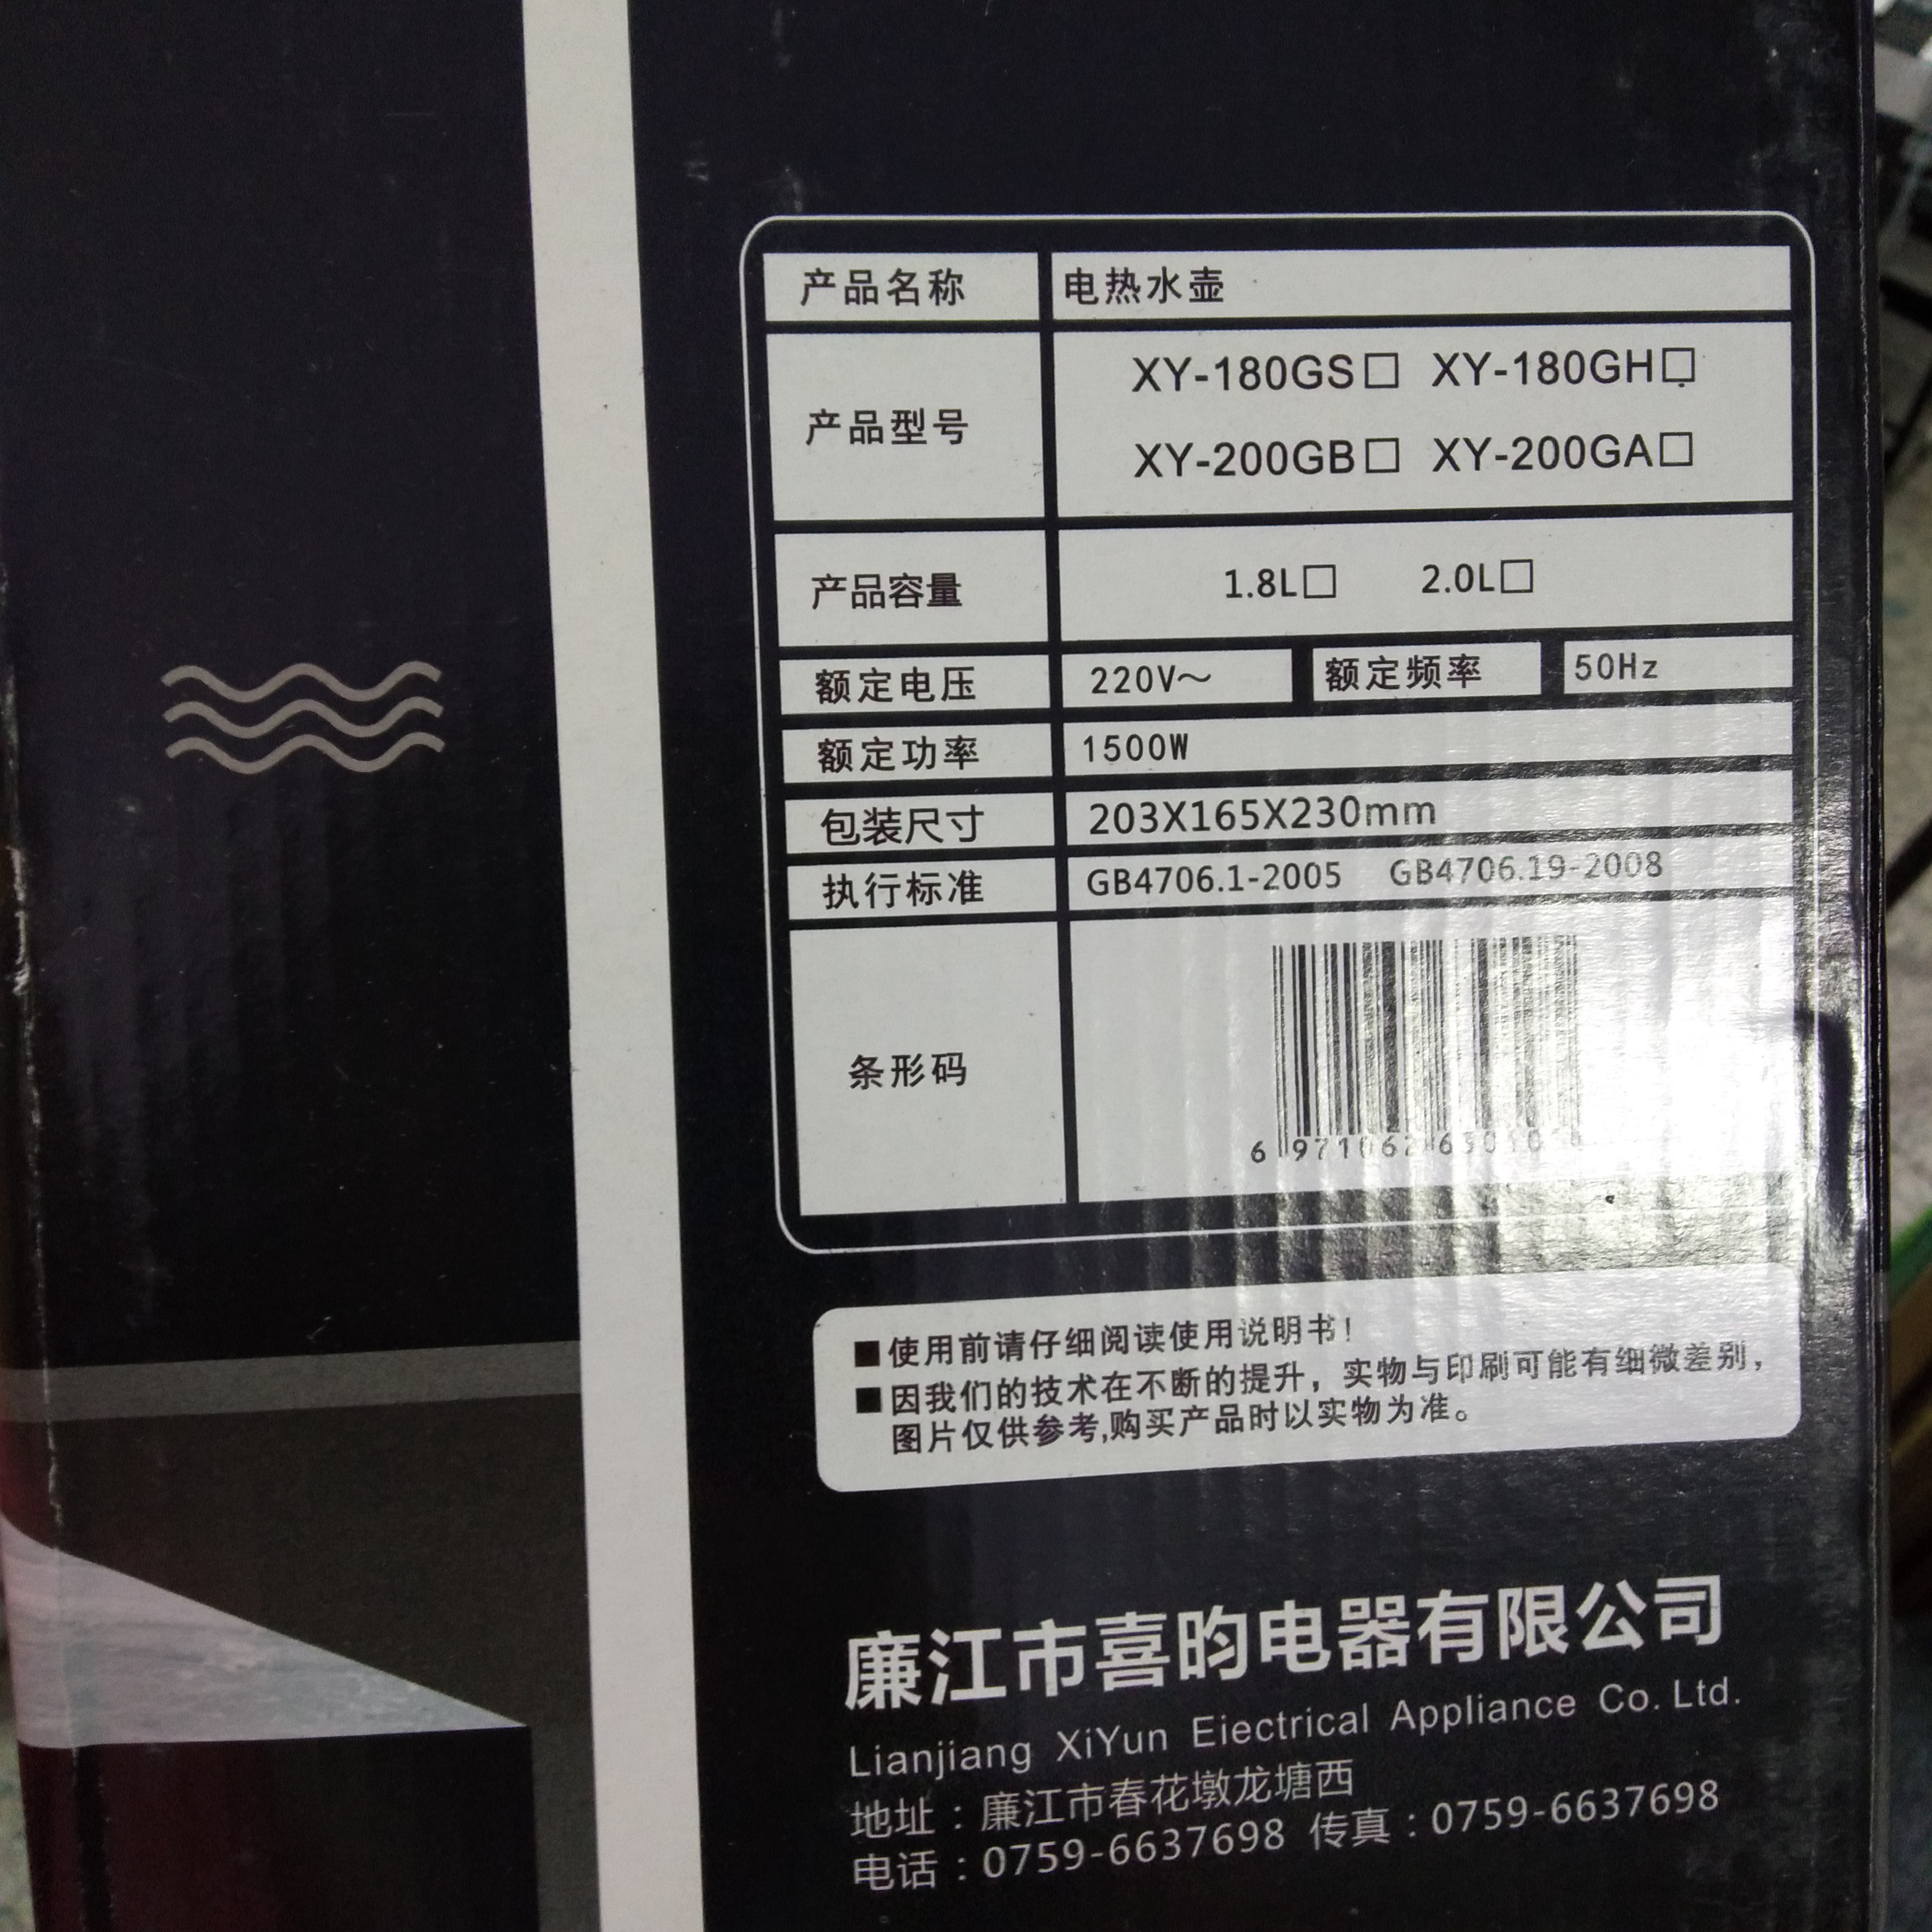 产品名称 电热水壶
产品型号 XY-180GS□ XY-180GH□
XY-200GB□ XY-200GA□
产品容量 1.8L□ 2.0L□
额定电压 220V～ 额定频率 50Hz
额定功率 1500W
包装尺寸 203X165X230mm
执行标准 GB4706.1-2005 GB4706.19-2008
条形码
■使用前请仔细阅读使用说明书！
■因我们的技术在不断的提升，实物与印刷可能有细微差别，
图片仅供参考,购买产品时以实物为准。
廉江市喜昀电器有限公司
Lianjiang XiYun Eiectrical Appliance Co. Ltd.
地址：廉江市春花墩龙塘西
电话：0759-6637698 传真：0759-6637698